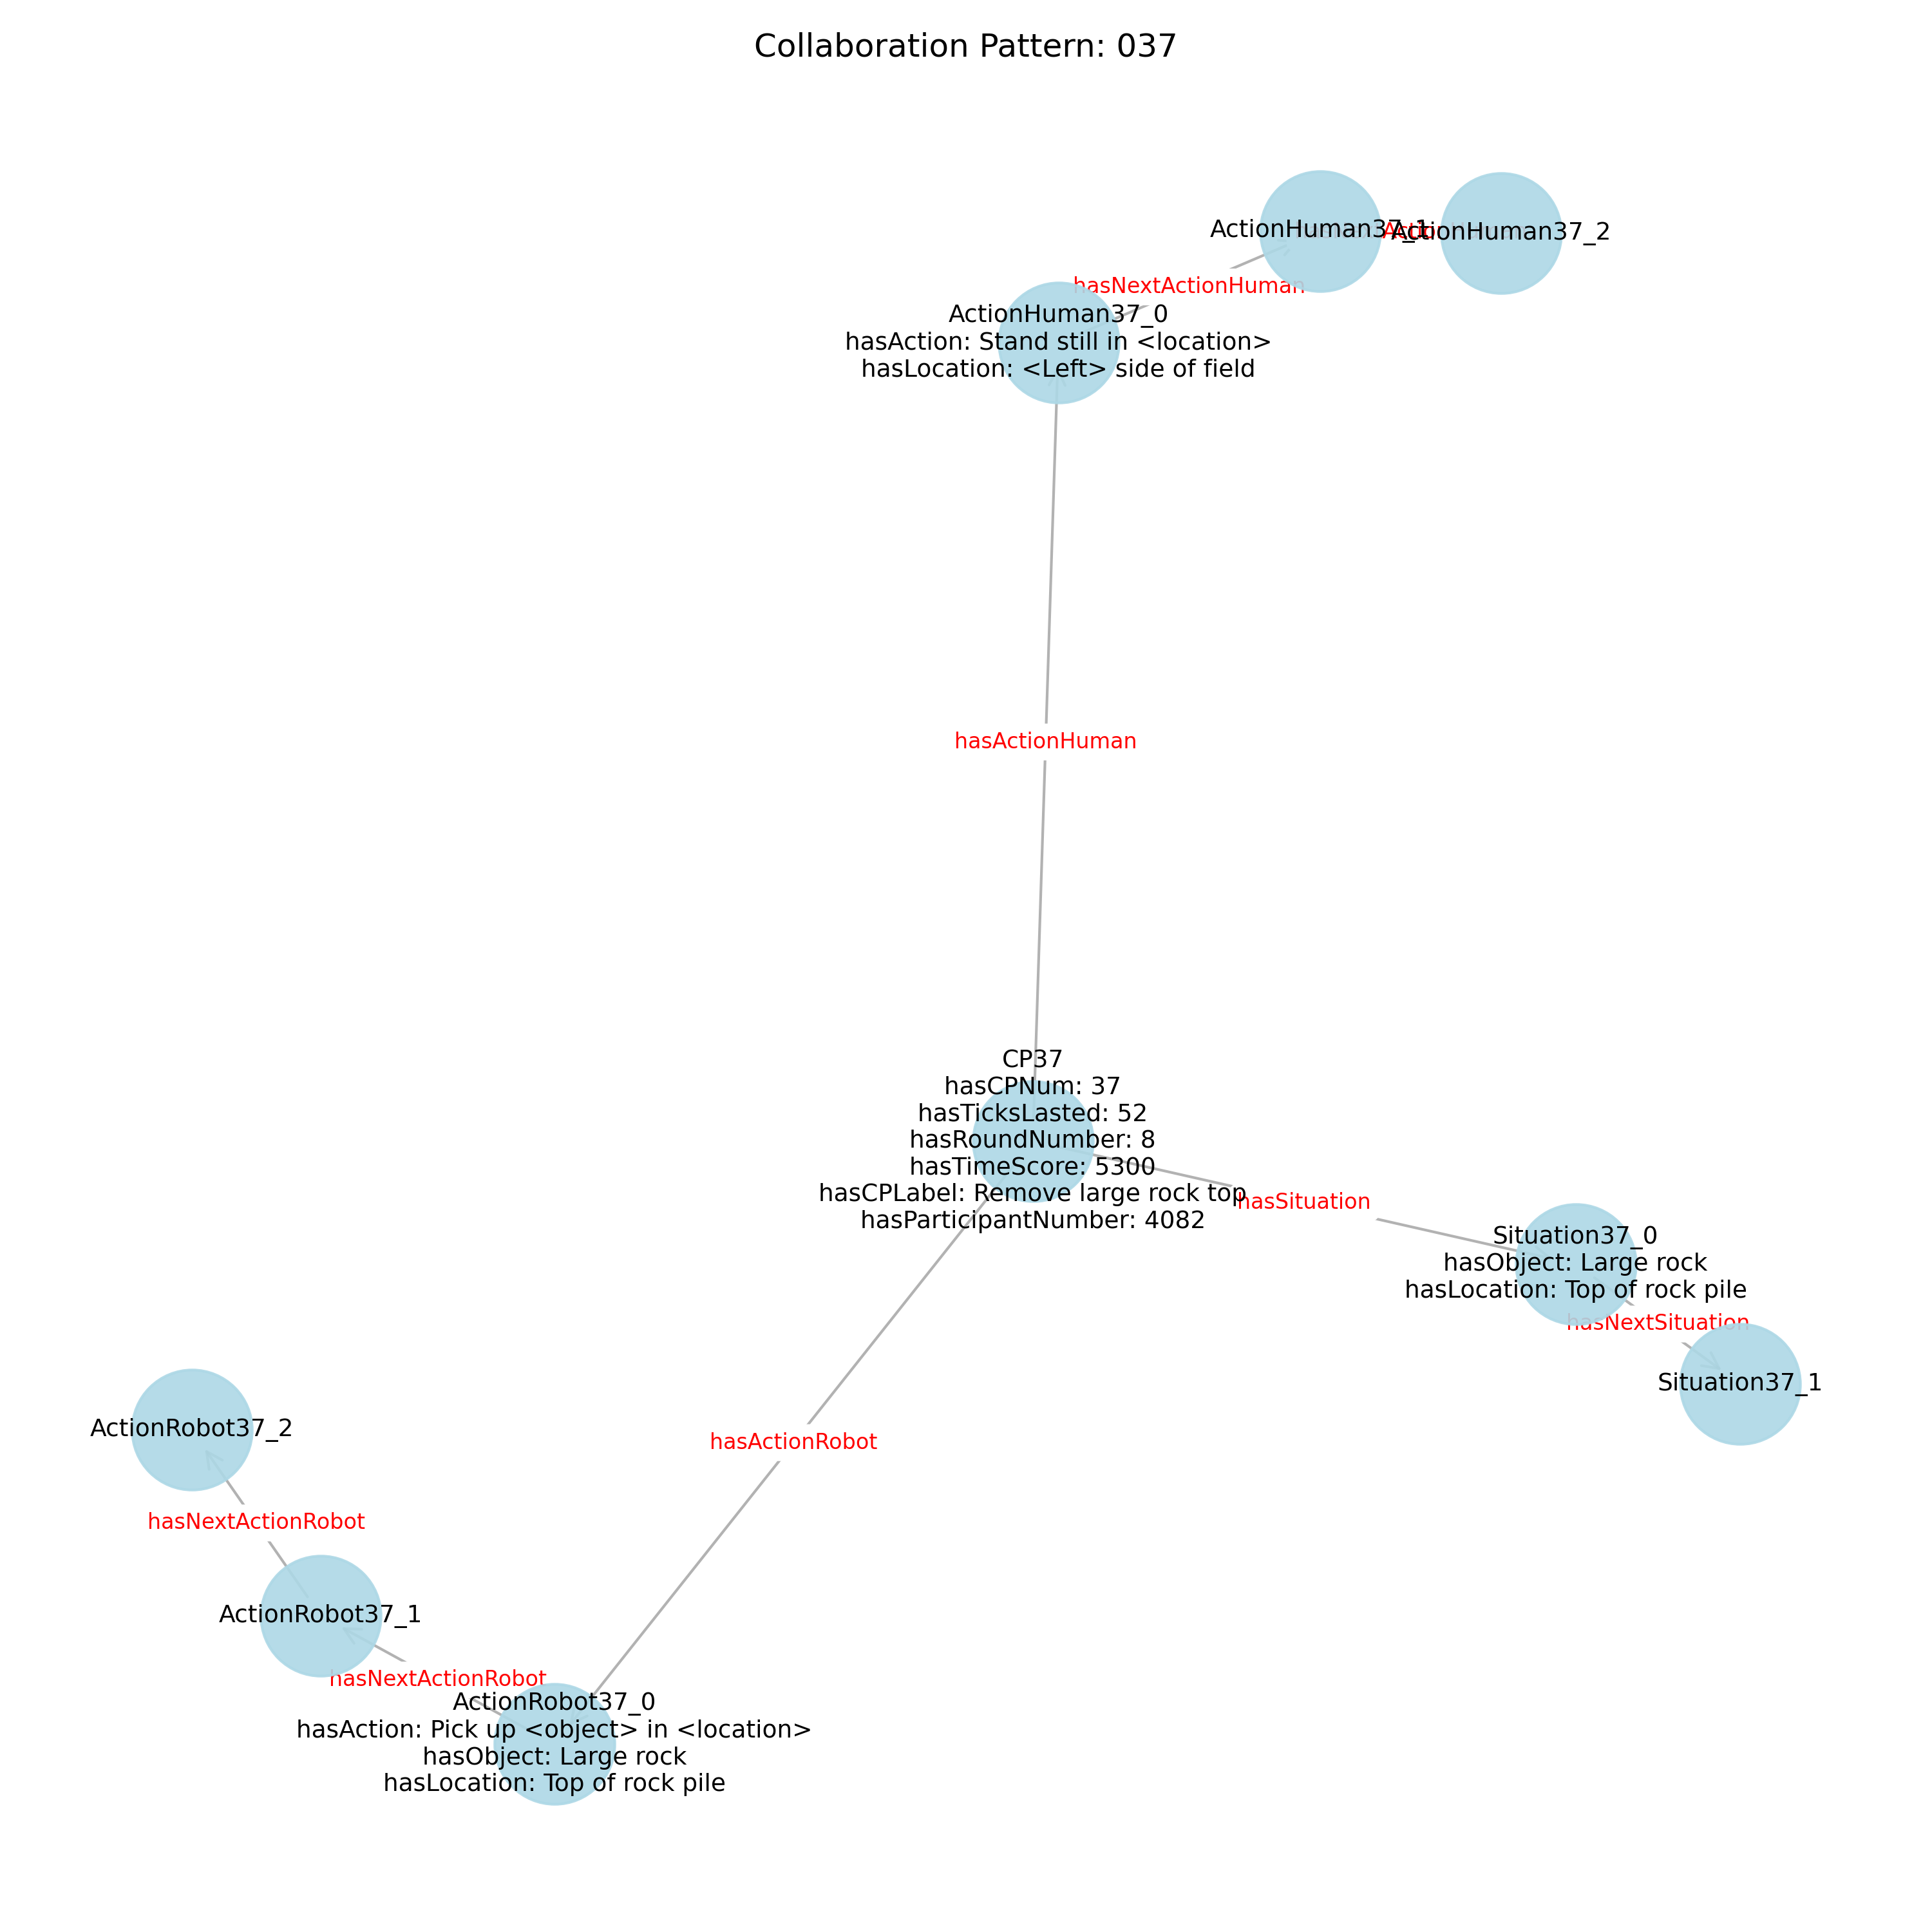 Collaboration Pattern: 037
ActionHuman37_1
ActionHuman37_2
hasNextActionHuman
ActionHuman37_0
hasAction: Stand still in <location>
hasLocation: <Left> side of field
hasActionHuman
CP37
hasCPNum: 37
hasTicksLasted: 52
hasRoundNumber: 8
hasTimeScore: 5300
hasCPLabel: Remove large rock top
hasParticipantNumber: 4082
hasSituation
Situation37_0
hasObject: Large rock
hasLocation: Top of rock pile
hasNextSituation
Situation37_1
ActionRobot37_2
hasActionRobot
hasNextActionRobot
ActionRobot37_1
hasNextActionRobot
ActionRobot37_0
hasAction: Pick up <object> in <location>
hasObject: Large rock
hasLocation: Top of rock pile